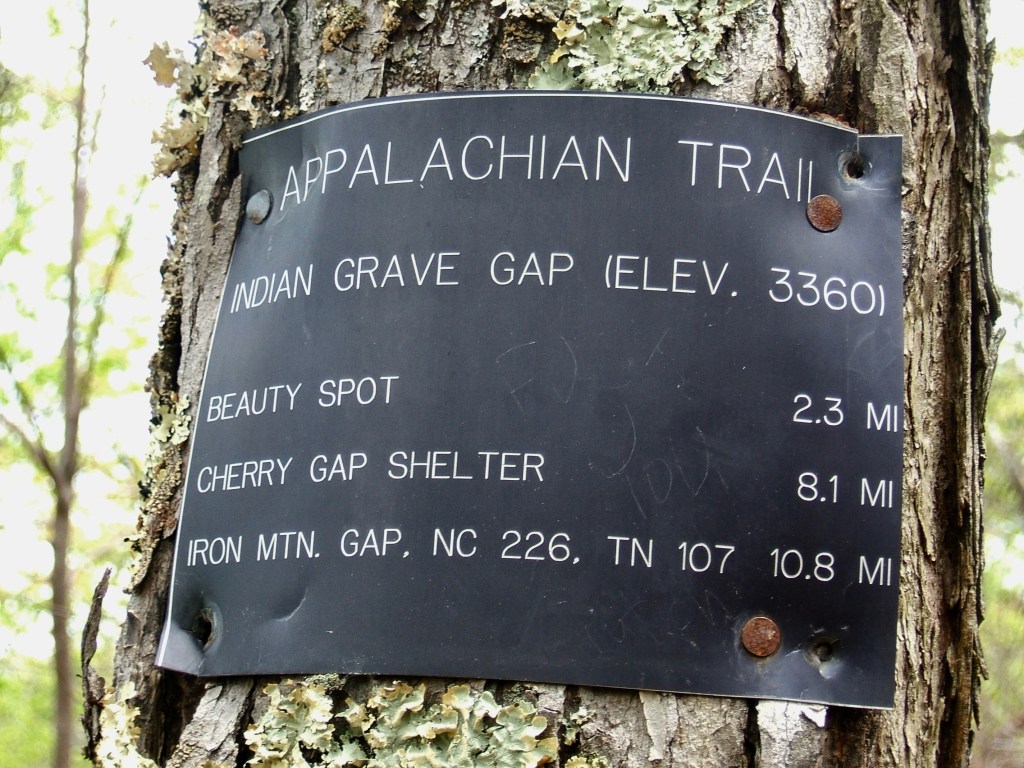 APPALACHIAN TRAIL
INDIAN GRAVE GAP (ELEV. 3360)
BEAUTY SPOT 2.3 MI
CHERRY GAP SHELTER 8.1 MI
IRON MTN. GAP, NC 226, TN 107 10.8 MI